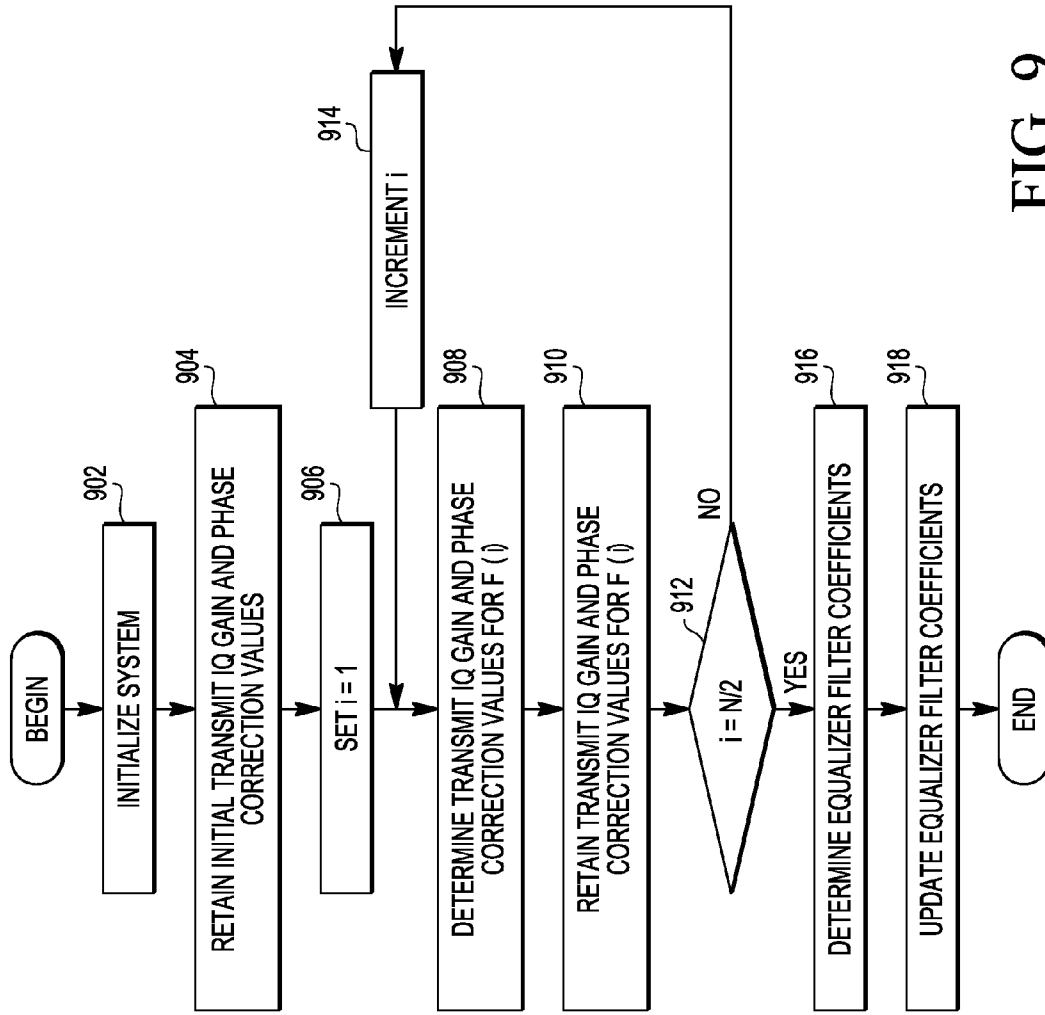 BEGIN
902
INITIALIZE SYSTEM
904
RETAIN INITIAL TRANSMIT IQ GAIN AND PHASE
CORRECTION VALUES
906
SET i = 1
914
INCREMENT i
908
DETERMINE TRANSMIT IQ GAIN AND PHASE
CORRECTION VALUES FOR F (i)
910
RETAIN TRANSMIT IQ GAIN AND PHASE
CORRECTION VALUES FOR F (i)
912
i = N/2
NO
YES
916
DETERMINE EQUALIZER FILTER COEFFICIENTS
918
UPDATE EQUALIZER FILTER COEFFICIENTS
END
FIG 9